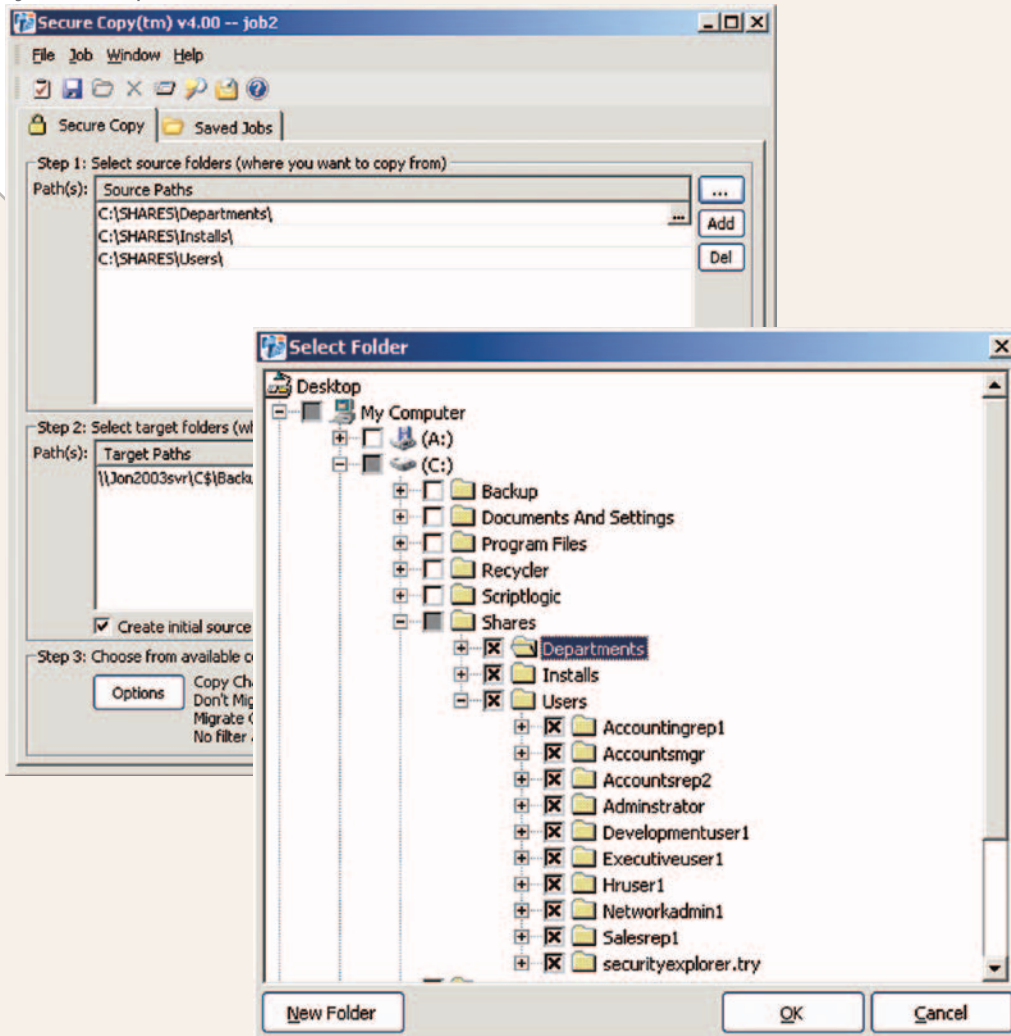 Secure Copy(tm) v4.00 -- job2
File Job Window Help
Secure Copy
Saved Jobs
Step 1: Select source folders (where you want to copy from)
Path(s):
Source Paths
...
C:\SHARES\Departments\
...
Add
C:\SHARES\Installs\
C:\SHARES\Users\
Del
Step 2: Select target folders
Path(s):
Target Paths
\\Jon2003svr\C$\Backu
Create initial source
Step 3: Choose from available
Options
Copy
Don't Mig
Migrate
No filter
Select Folder
Desktop
My Computer
(A:)
(C:)
Backup
Documents And Settings
Program Files
Recycler
Scriptlogic
Shares
Departments
Installs
Users
Accountingrep1
Accountsmgr
Accountsrep2
Adminstrator
Developmentuser1
Executiveuser1
Hruser1
Networkadmin1
Salesrep1
securityexplorer.try
New Folder
OK
Cancel